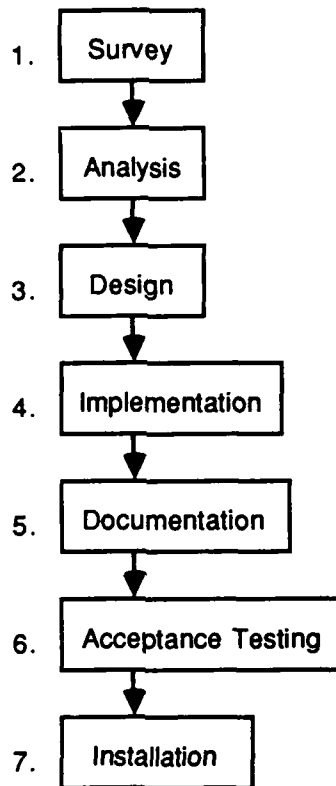 1. Survey
2. Analysis
3. Design
4. Implementation
5. Documentation
6. Acceptance Testing
7. Installation